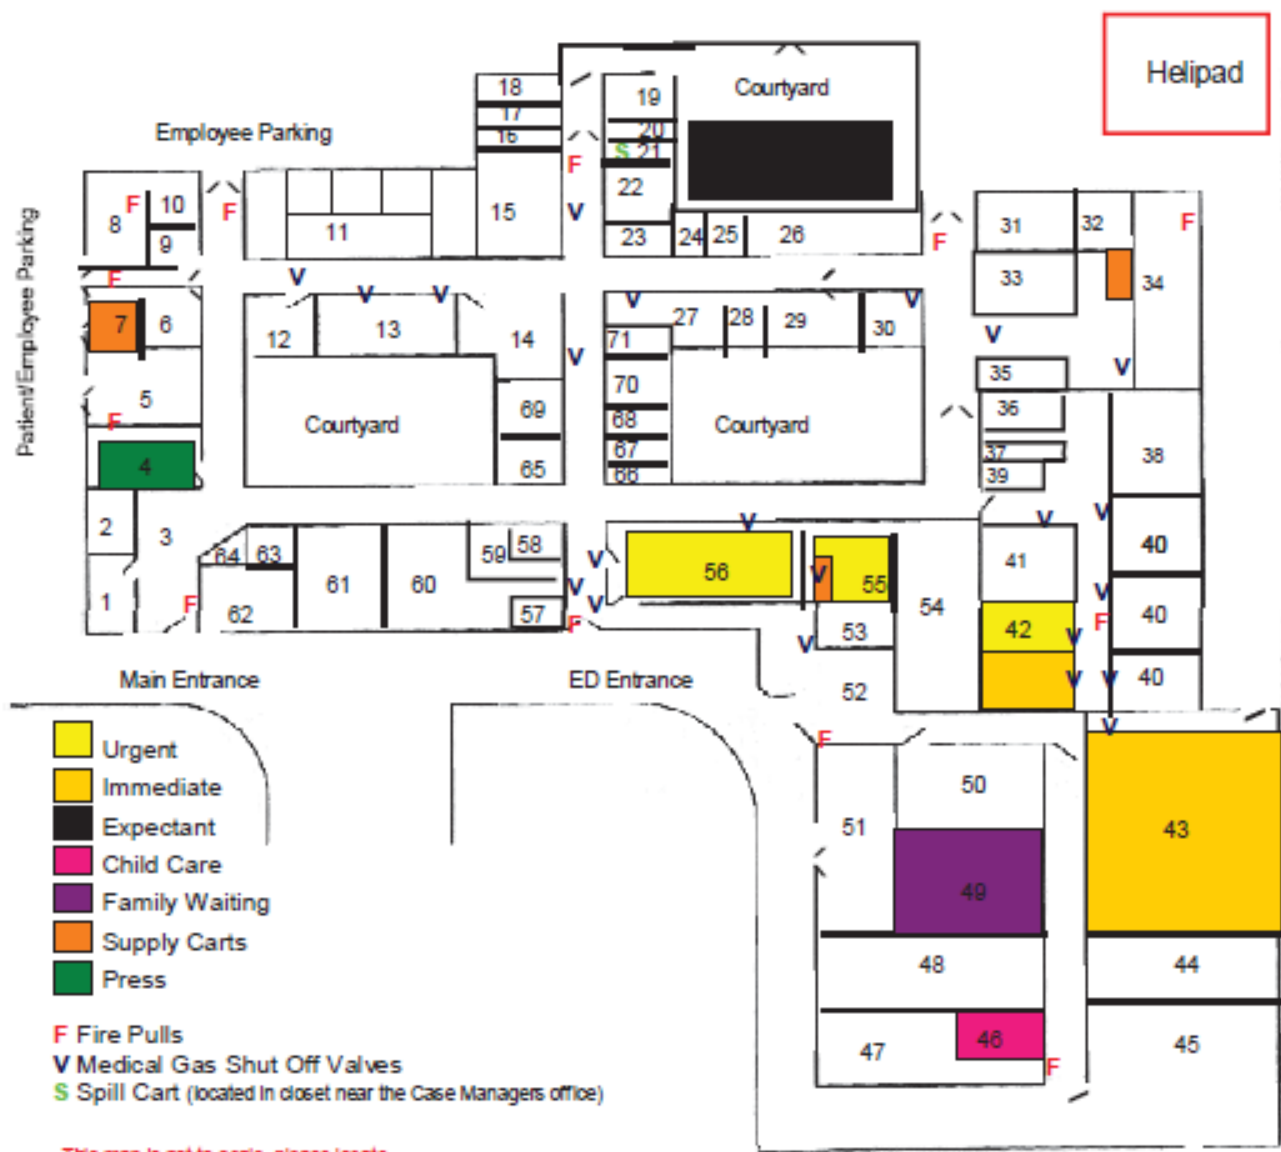 Helipad
18
19
Courtyard
17
Employee Parking
16
20
S 21
F
22
F
10
F
8
F
15
V
11
23
24
25
26
F
31
32
F
9
Patient/Employee Parking
F
V
33
34
V
V
V
V
7
6
12
13
14
27
28
29
30
71
V
V
V
35
70
5
F
Courtyard
69
68
Courtyard
36
67
37
38
4
65
66
39
2
3
64
63
61
60
59
58
V
V
V
V
V
56
V
55
41
40
1
F
62
57
V
V
F
53
V
54
42
V
V
F
40
52
V
V
40
Main Entrance
ED Entrance
V
F
Urgent
Immediate
50
Expectant
51
43
Child Care
Family Waiting
49
Supply Carts
48
44
Press
F Fire Pulls
47
46
45
V Medical Gas Shut Off Valves
F
S Spill Cart (located in closet near the Case Managers office)